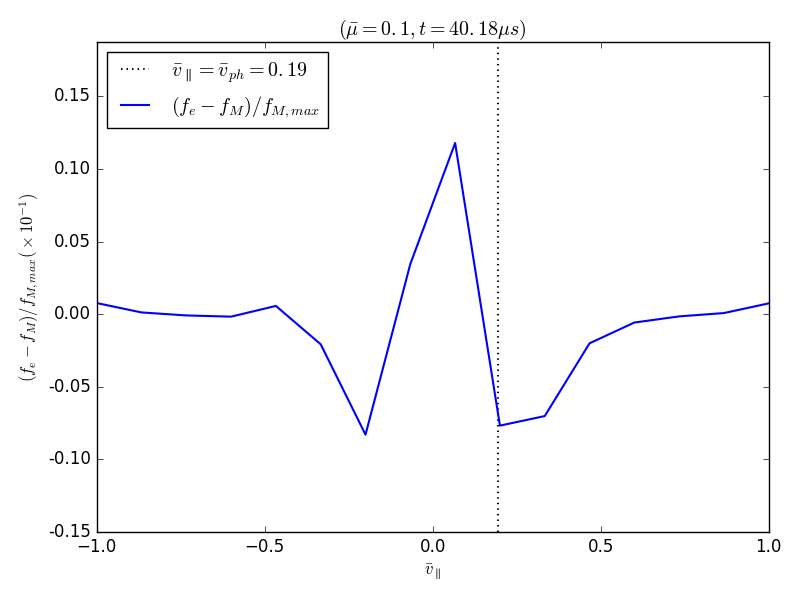 (μ̄ = 0.1, t = 40.18μs)
v̄∥ = v̄ph = 0.19
(fe − fM)/fM,max
0.15
0.10
0.05
0.00
-0.05
-0.10
-0.15
(fe − fM)/fM,max(×10⁻¹)
−1.0 −0.5 0.0 0.5 1.0
v̄∥